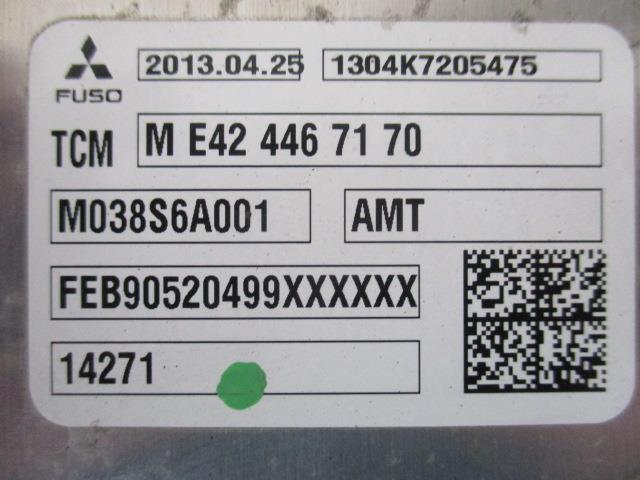 2013.04.25 1304K7205475
FUSO
TCM M E42 446 71 70
M038S6A001 AMT
FEB90520499XXXXXX
14271